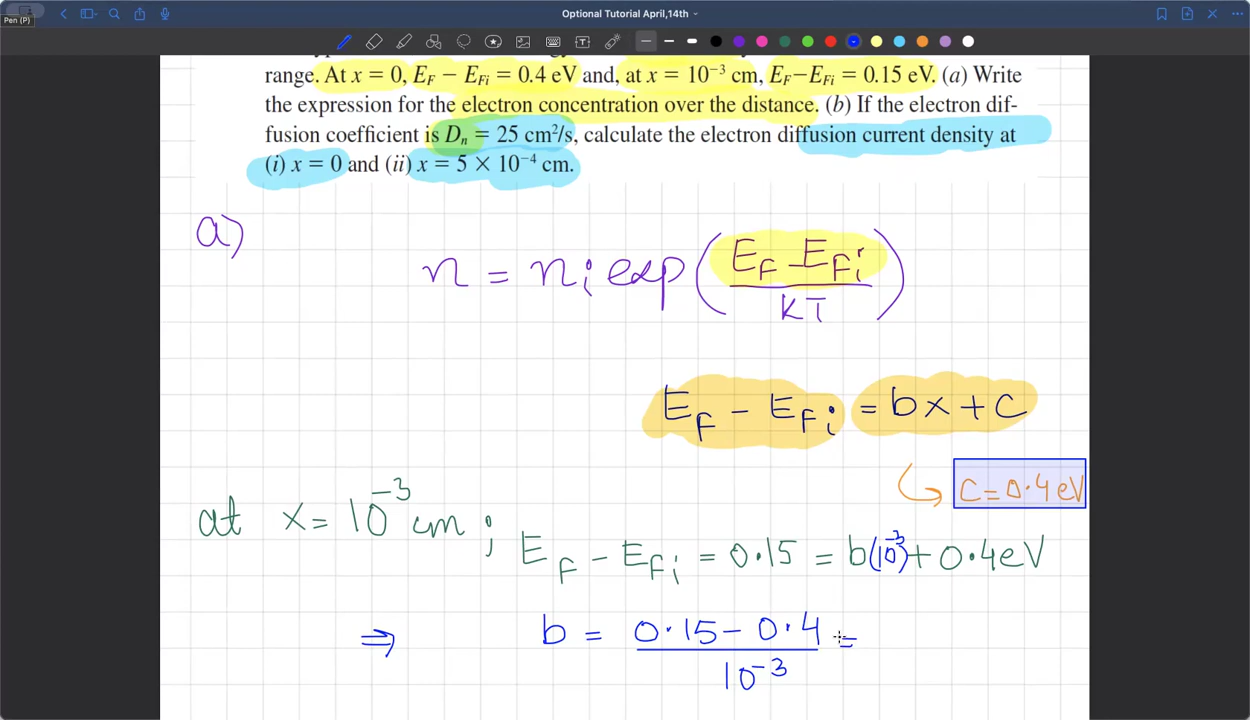 Optional Tutorial April,14th
Pen (P)
range. At x = 0, E_F − E_Fi = 0.4 eV and, at x = 10⁻³ cm, E_F−E_Fi = 0.15 eV. (a) Write
the expression for the electron concentration over the distance. (b) If the electron dif-
fusion coefficient is D_n = 25 cm²/s, calculate the electron diffusion current density at
(i) x = 0 and (ii) x = 5 × 10⁻⁴ cm.
a)
n = n_i exp((E_F − E_Fi)/KT)
E_F − E_Fi = bx + c
c = 0.4 eV
at x = 10⁻³ cm ;
E_F − E_Fi = 0.15 = b(10⁻³) + 0.4 eV
⇒ b = (0.15 − 0.4)/10⁻³ =